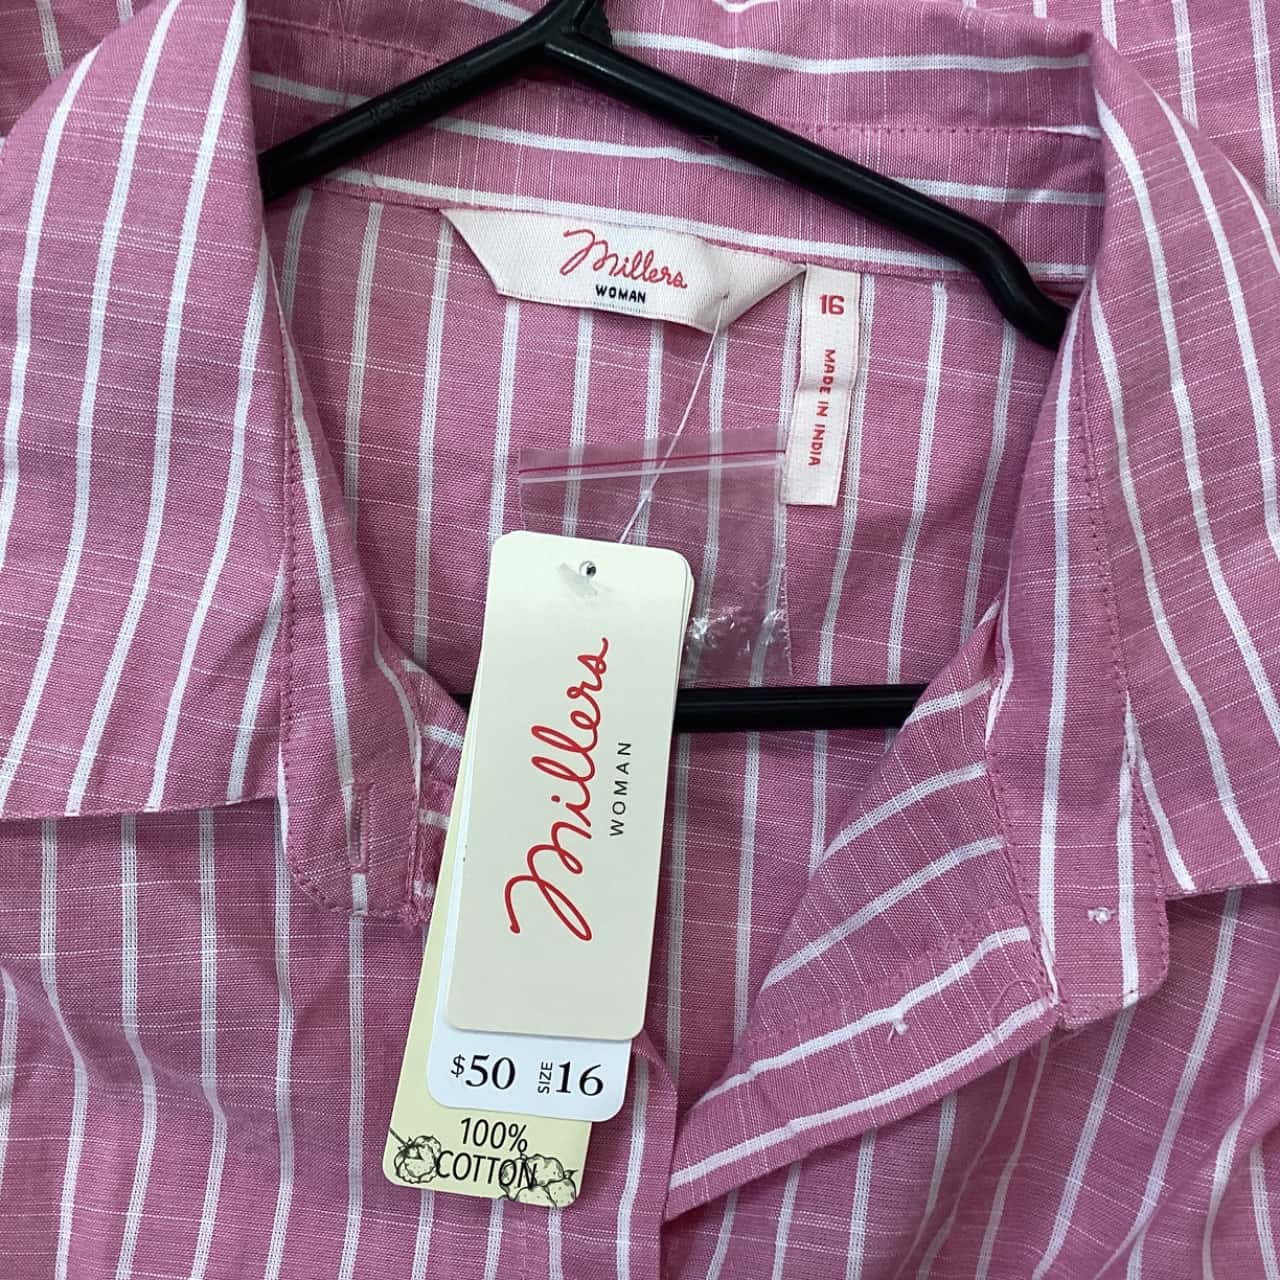 Millers
WOMAN
16
MADE IN INDIA
Millers
WOMAN
$50 SIZE 16
100%
COTTON